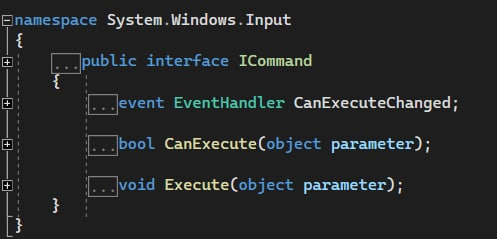 namespace System.Windows.Input
{
...public interface ICommand
{
...event EventHandler CanExecuteChanged;
...bool CanExecute(object parameter);
...void Execute(object parameter);
}
}